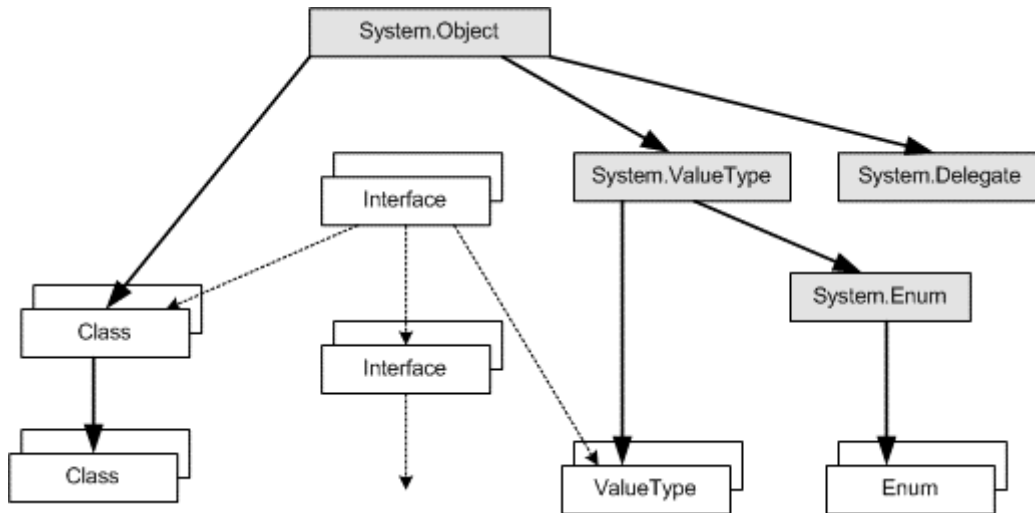 System.Object
System.ValueType
System.Delegate
Interface
System.Enum
Class
Interface
Class
ValueType
Enum